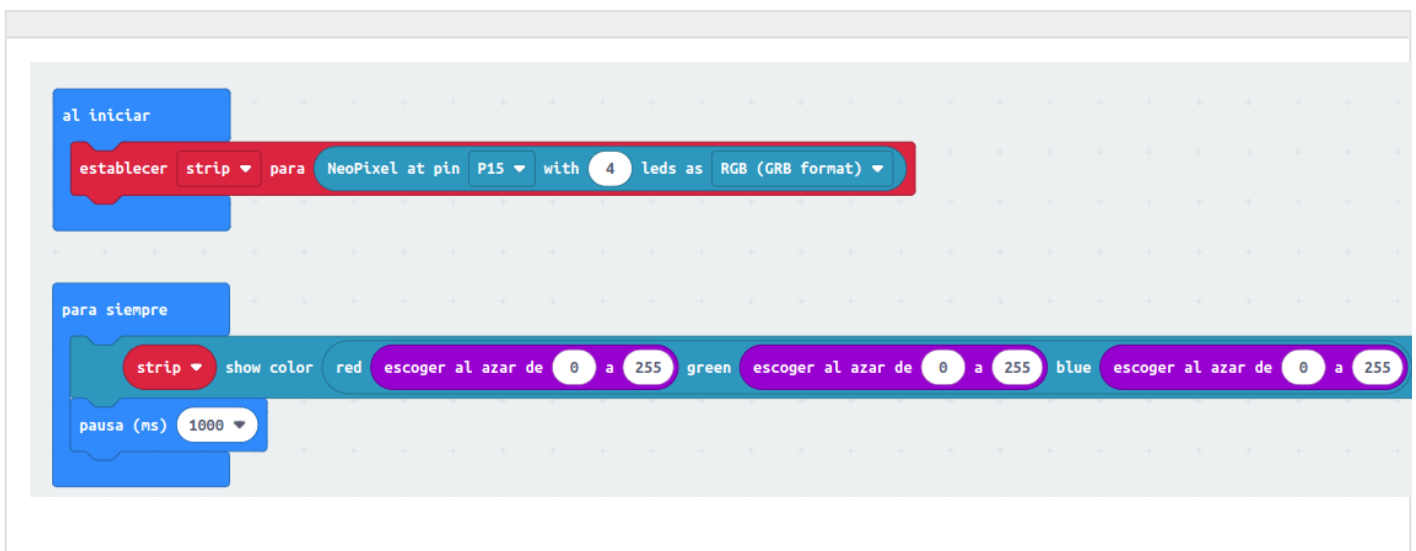 al iniciar
establecer strip para NeoPixel at pin P15 with 4 leds as RGB (GRB format)
para siempre
strip show color red escoger al azar de 0 a 255 green escoger al azar de 0 a 255 blue escoger al azar de 0 a 255
pausa (ms) 1000